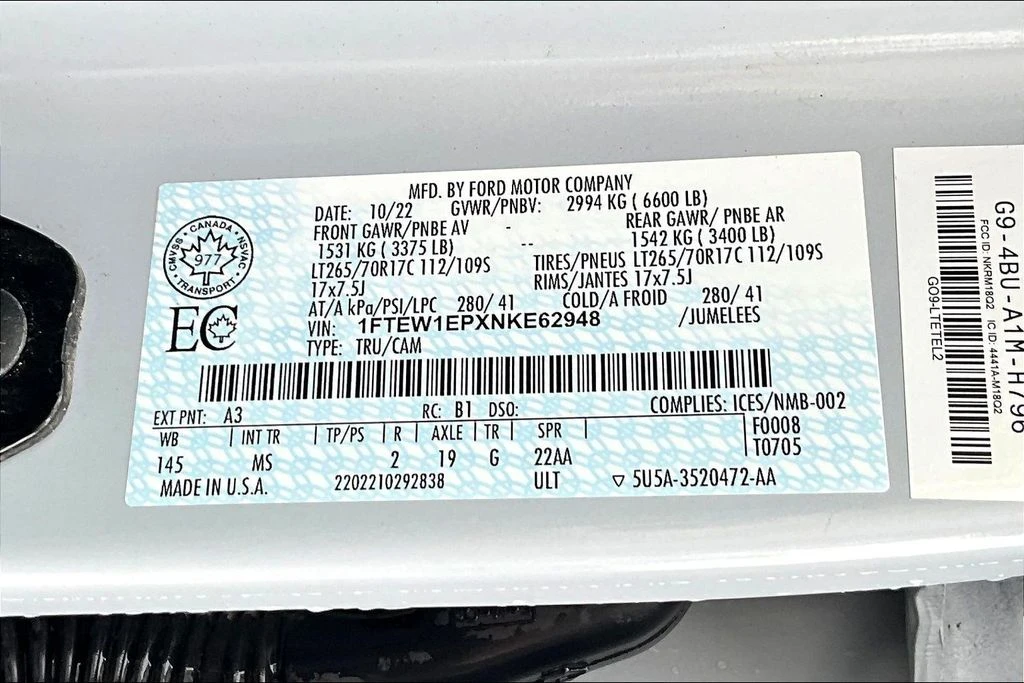 MFD. BY FORD MOTOR COMPANY
DATE: 10/22 GVWR/PNBV: 2994 KG ( 6600 LB)
FRONT GAWR/PNBE AV - REAR GAWR/ PNBE AR
1531 KG ( 3375 LB) -- 1542 KG ( 3400 LB)
LT265/70R17C 112/109S TIRES/PNEUS LT265/70R17C 112/109S
17x7.5J RIMS/JANTES 17x7.5J
AT/A kPa/PSI/LPC 280/ 41 COLD/A FROID 280/ 41
VIN: 1FTEW1EPXNKE62948 /JUMELEES
TYPE: TRU/CAM
CANADA
CMVSS NSVAC
977
TRANSPORT
EC
EXT PNT: A3 RC: B1 DSO: COMPLIES: ICES/NMB-002
WB | INT TR | TP/PS | R | AXLE | TR | SPR | F0008
145 MS 2 19 G 22AA T0705
MADE IN U.S.A. 2202210292838 ULT ▽ 5U5A-3520472-AA
G9-4BU-A1M-H796
FCC ID: NKRM18Q2 IC ID: 4441A-M18Q2
GO9-LTETEL2